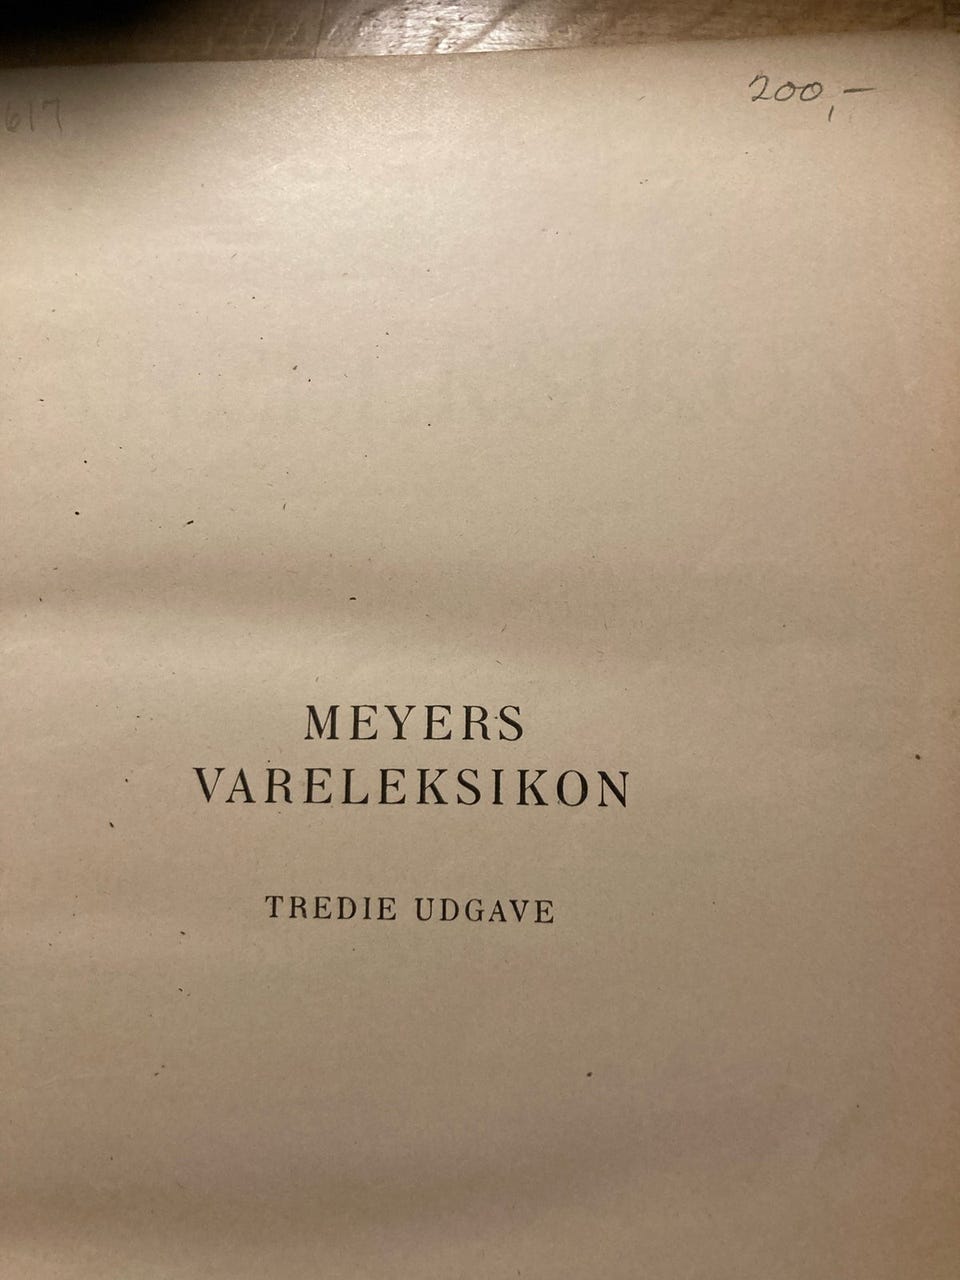 617
200,-
MEYERS
VARELEKSIKON
TREDIE UDGAVE